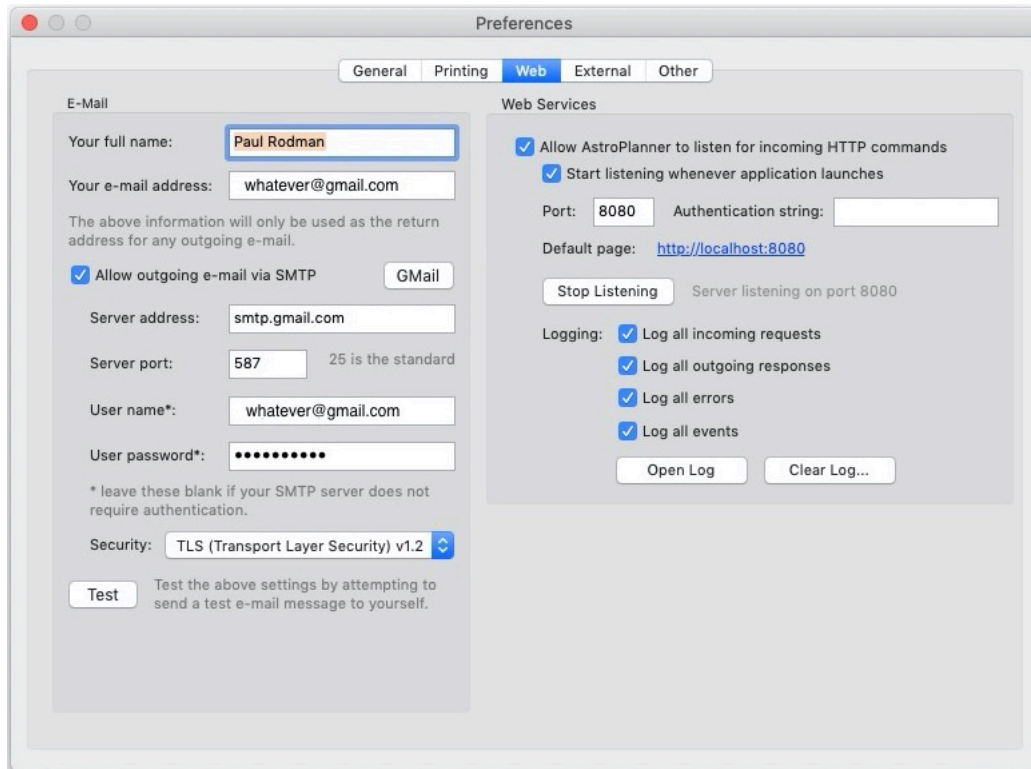 Preferences
General Printing Web External Other
E-Mail
Your full name: Paul Rodman
Your e-mail address: whatever@gmail.com
The above information will only be used as the return
address for any outgoing e-mail.
Allow outgoing e-mail via SMTP GMail
Server address: smtp.gmail.com
Server port: 587 25 is the standard
User name*: whatever@gmail.com
User password*: ••••••••••
* leave these blank if your SMTP server does not
require authentication.
Security: TLS (Transport Layer Security) v1.2
Test Test the above settings by attempting to
send a test e-mail message to yourself.
Web Services
Allow AstroPlanner to listen for incoming HTTP commands
Start listening whenever application launches
Port: 8080 Authentication string:
Default page: http://localhost:8080
Stop Listening Server listening on port 8080
Logging: Log all incoming requests
Log all outgoing responses
Log all errors
Log all events
Open Log Clear Log...